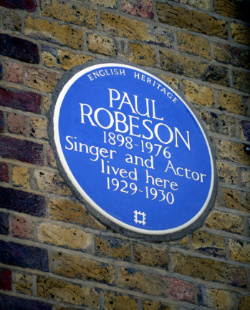 ENGLISH HERITAGE
PAUL
ROBESON
1898-1976
Singer and Actor
lived here
1929-1930